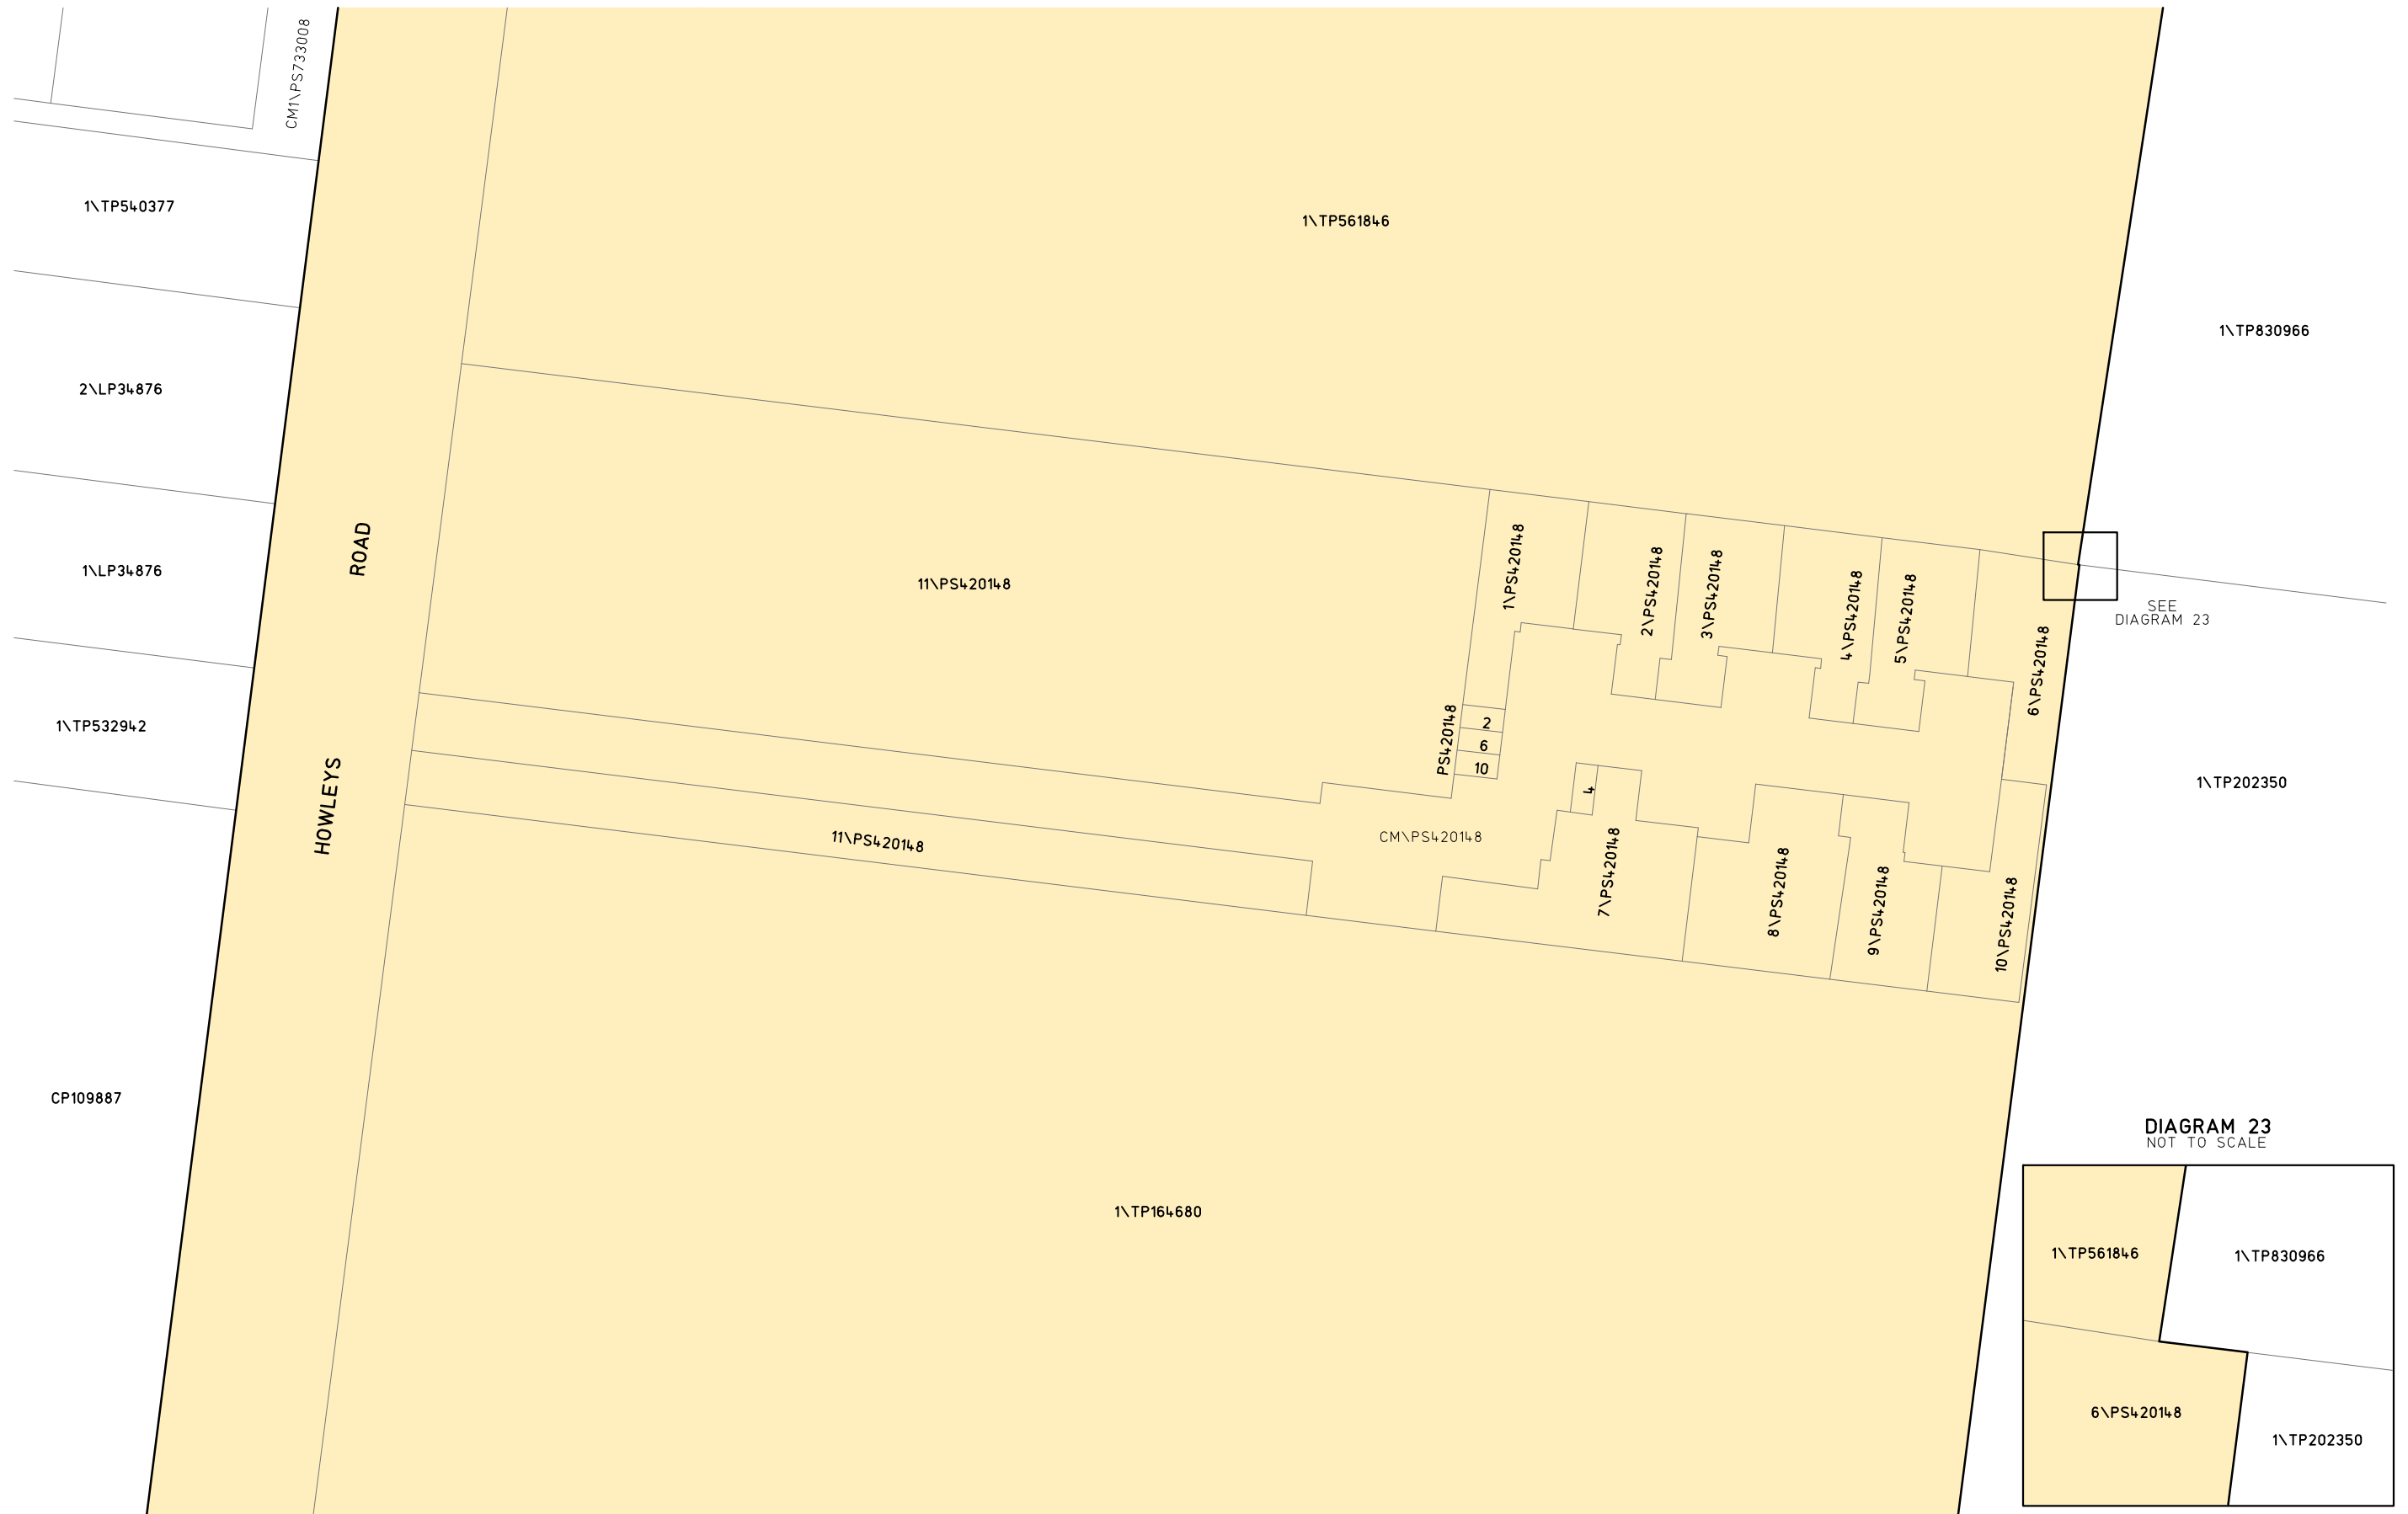 CM1\PS733008
1\TP540377
1\TP561846
1\TP830966
2\LP34876
ROAD
1\LP34876
11\PS420148
1\PS420148
2\PS420148
3\PS420148
4\PS420148
5\PS420148
6\PS420148
SEE
DIAGRAM 23
1\TP532942
HOWLEYS
PS420148
2
6
10
4
1\TP202350
11\PS420148
CM\PS420148
7\PS420148
8\PS420148
9\PS420148
10\PS420148
CP109887
1\TP164680
DIAGRAM 23
NOT TO SCALE
1\TP561846
1\TP830966
6\PS420148
1\TP202350